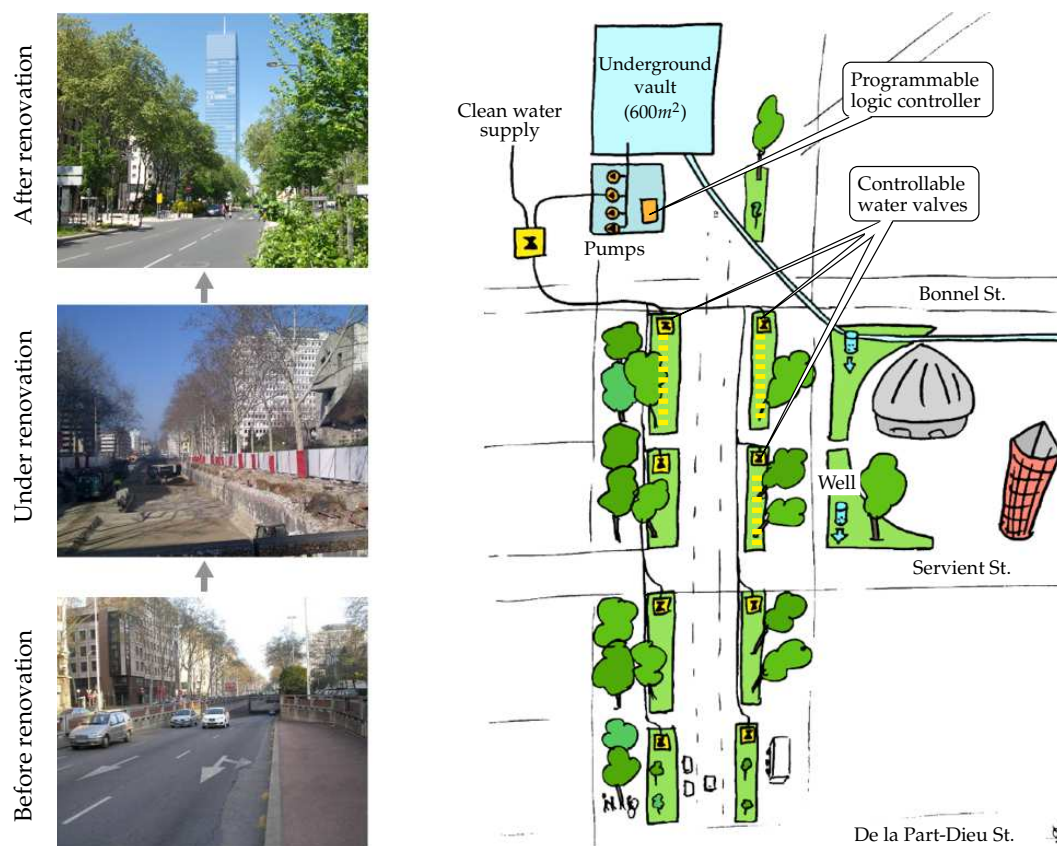 After renovation
Under renovation
Before renovation
Underground
vault
(600m²)
Programmable
logic controller
Clean water
supply
Controllable
water valves
Pumps
Bonnel St.
Well
Servient St.
De la Part-Dieu St.